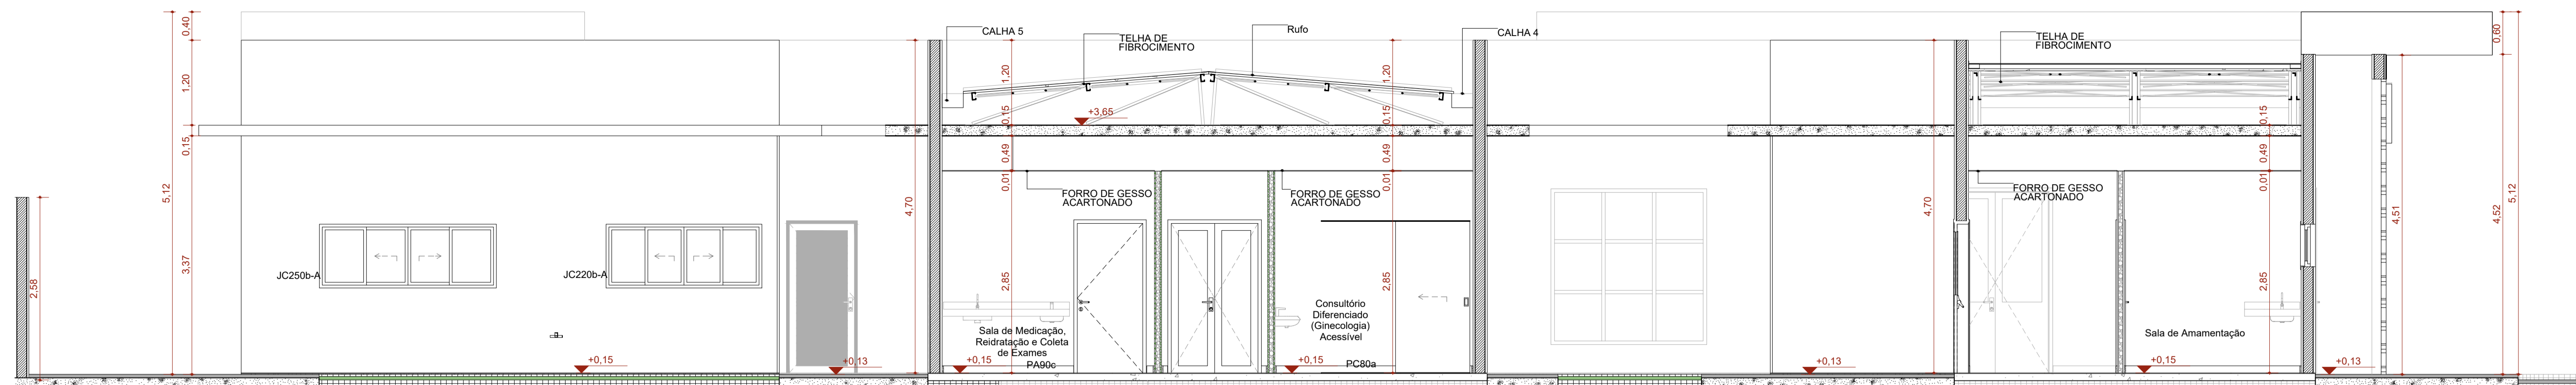 0,40
1,20
0,15
3,37
5,12
2,58
JC250b-A
JC220b-A
+0,15
+0,13
4,70
CALHA 5
TELHA DE
FIBROCIMENTO
Rufo
CALHA 4
1,20
0,15
+3,65
0,49
0,01
2,85
FORRO DE GESSO
ACARTONADO
Sala de Medicação,
Reidratação e Coleta
de Exames
+0,15
PA90c
1,20
0,15
0,49
0,01
2,85
FORRO DE GESSO
ACARTONADO
Consultório
Diferenciado
(Ginecologia)
Acessível
+0,15
PC80a
+0,13
4,70
TELHA DE
FIBROCIMENTO
FORRO DE GESSO
ACARTONADO
0,15
0,49
0,01
2,85
Sala de Amamentação
+0,15
+0,13
4,51
0,60
4,52
5,12